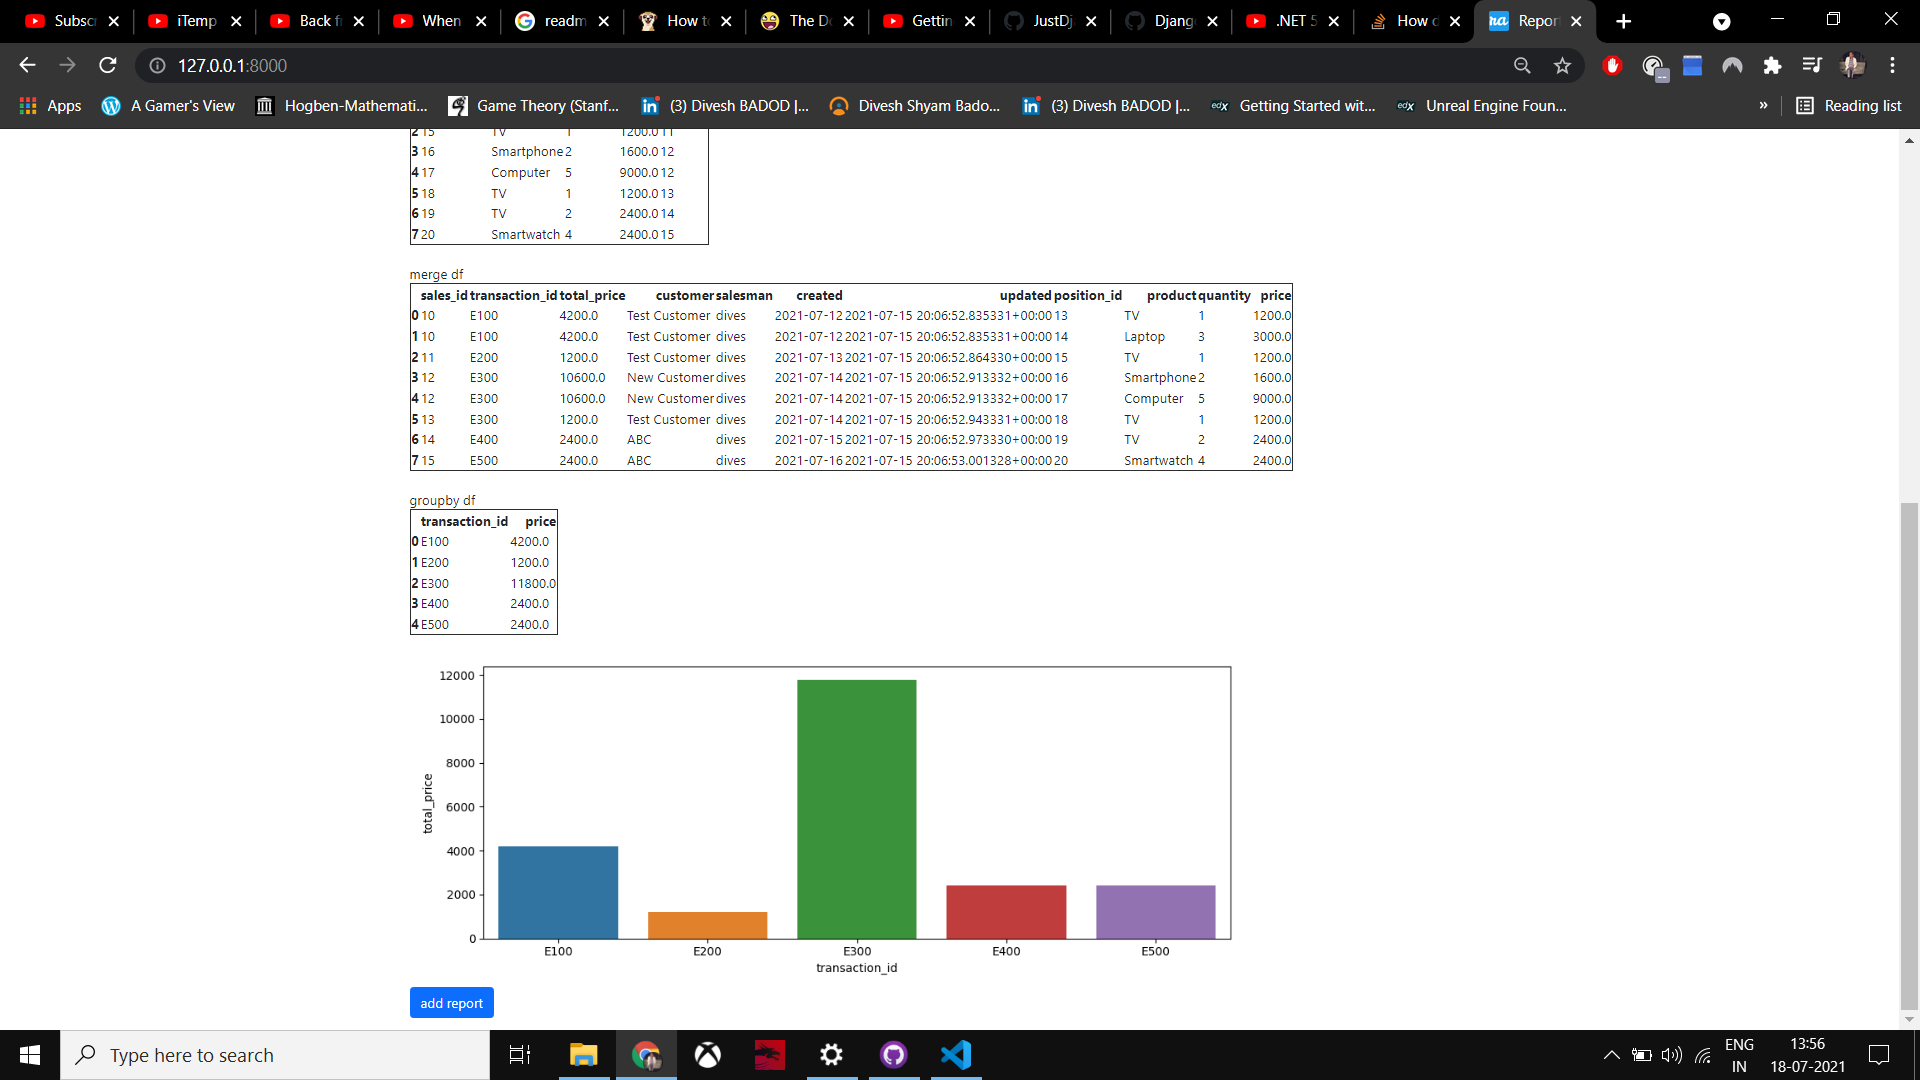 Subscr
iTemp
Back f
When
readm
How t
The D
Gettin
JustDj
Djang
.NET 5
How d
Repor
127.0.0.1:8000
Apps
A Gamer's View
Hogben-Mathemati...
Game Theory (Stanf...
(3) Divesh BADOD |...
Divesh Shyam Bado...
(3) Divesh BADOD |...
edX
Getting Started wit...
edX
Unreal Engine Foun...
»
Reading list
2 15 TV 1 1200.0 11
3 16 Smartphone 2 1600.0 12
4 17 Computer 5 9000.0 12
5 18 TV 1 1200.0 13
6 19 TV 2 2400.0 14
7 20 Smartwatch 4 2400.0 15
merge df
sales_id transaction_id total_price customer salesman created updated position_id product quantity price
0 10 E100 4200.0 Test Customer dives 2021-07-12 2021-07-15 20:06:52.835331+00:00 13 TV 1 1200.0
1 10 E100 4200.0 Test Customer dives 2021-07-12 2021-07-15 20:06:52.835331+00:00 14 Laptop 3 3000.0
2 11 E200 1200.0 Test Customer dives 2021-07-13 2021-07-15 20:06:52.864330+00:00 15 TV 1 1200.0
3 12 E300 10600.0 New Customer dives 2021-07-14 2021-07-15 20:06:52.913332+00:00 16 Smartphone 2 1600.0
4 12 E300 10600.0 New Customer dives 2021-07-14 2021-07-15 20:06:52.913332+00:00 17 Computer 5 9000.0
5 13 E300 1200.0 Test Customer dives 2021-07-14 2021-07-15 20:06:52.943331+00:00 18 TV 1 1200.0
6 14 E400 2400.0 ABC dives 2021-07-15 2021-07-15 20:06:52.973330+00:00 19 TV 2 2400.0
7 15 E500 2400.0 ABC dives 2021-07-16 2021-07-15 20:06:53.001328+00:00 20 Smartwatch 4 2400.0
groupby df
transaction_id price
0 E100 4200.0
1 E200 1200.0
2 E300 11800.0
3 E400 2400.0
4 E500 2400.0
12000
10000
8000
6000
4000
2000
0
total_price
E100 E200 E300 E400 E500
transaction_id
add report
Type here to search
ENG
IN
13:56
18-07-2021